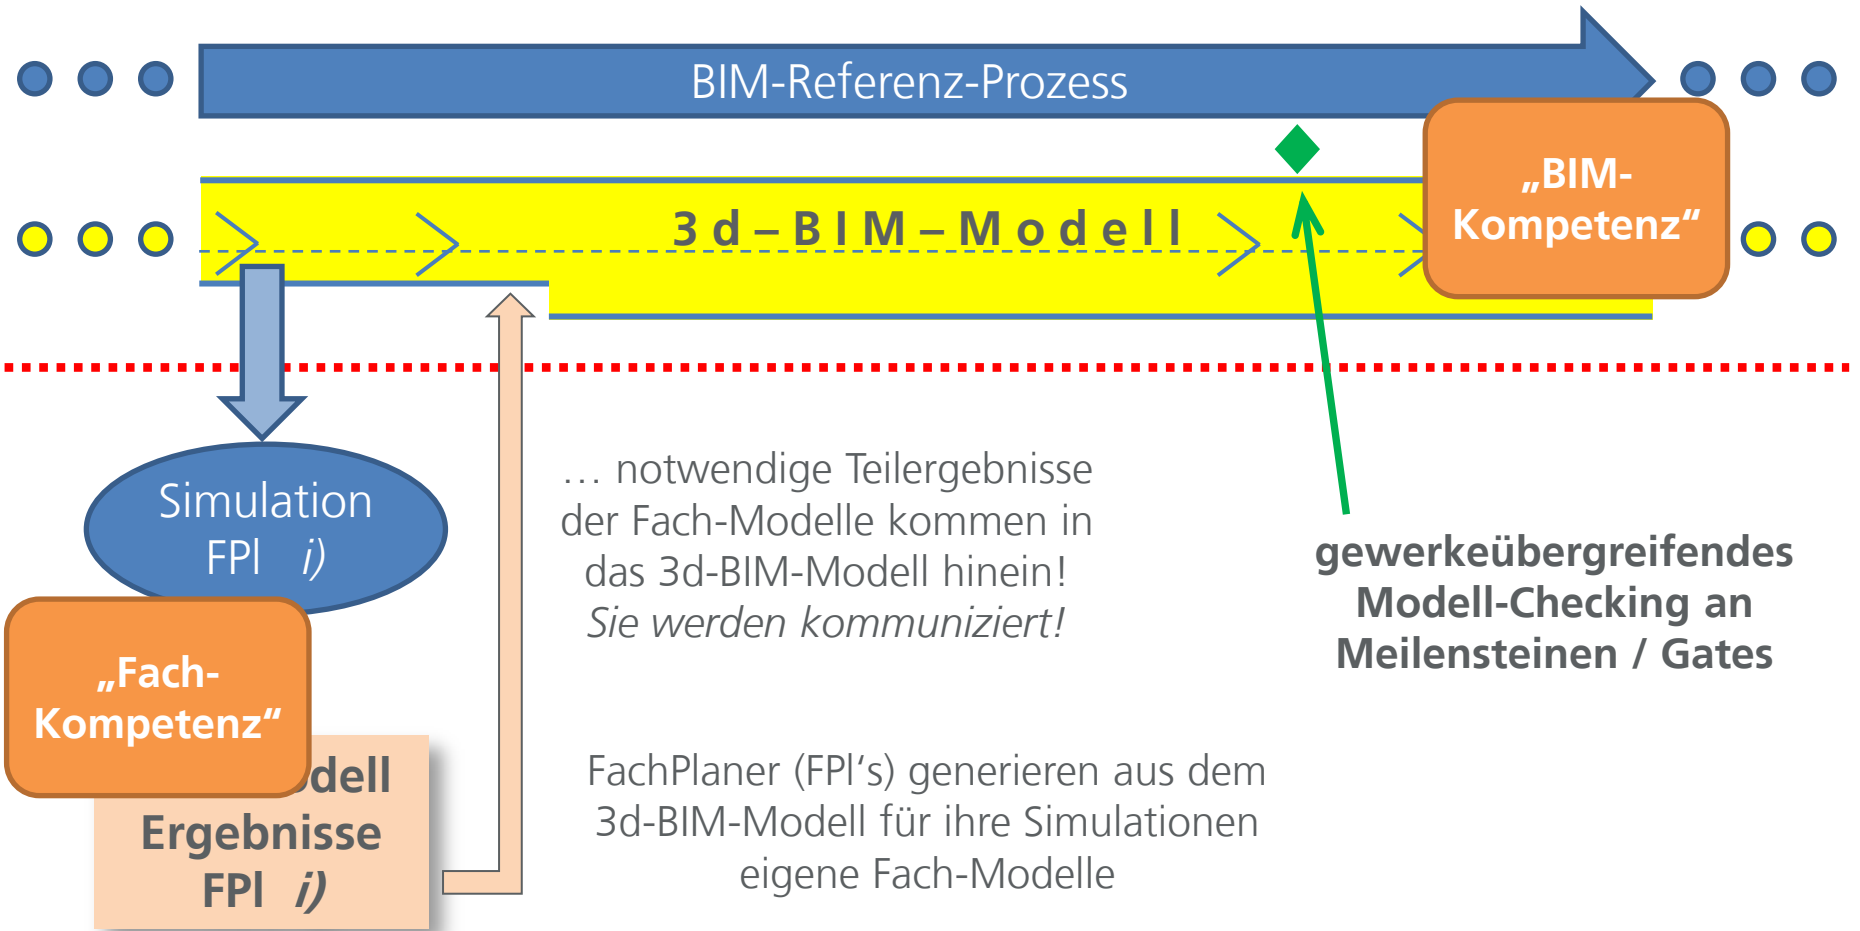 BIM-Referenz-Prozess
„BIM-
Kompetenz“
3d–BIM–Modell
Simulation
FPl i)
… notwendige Teilergebnisse
der Fach-Modelle kommen in
das 3d-BIM-Modell hinein!
Sie werden kommuniziert!
gewerkeübergreifendes
Modell-Checking an
Meilensteinen / Gates
„Fach-
Kompetenz“
dell
Ergebnisse
FPl i)
FachPlaner (FPl‘s) generieren aus dem
3d-BIM-Modell für ihre Simulationen
eigene Fach-Modelle